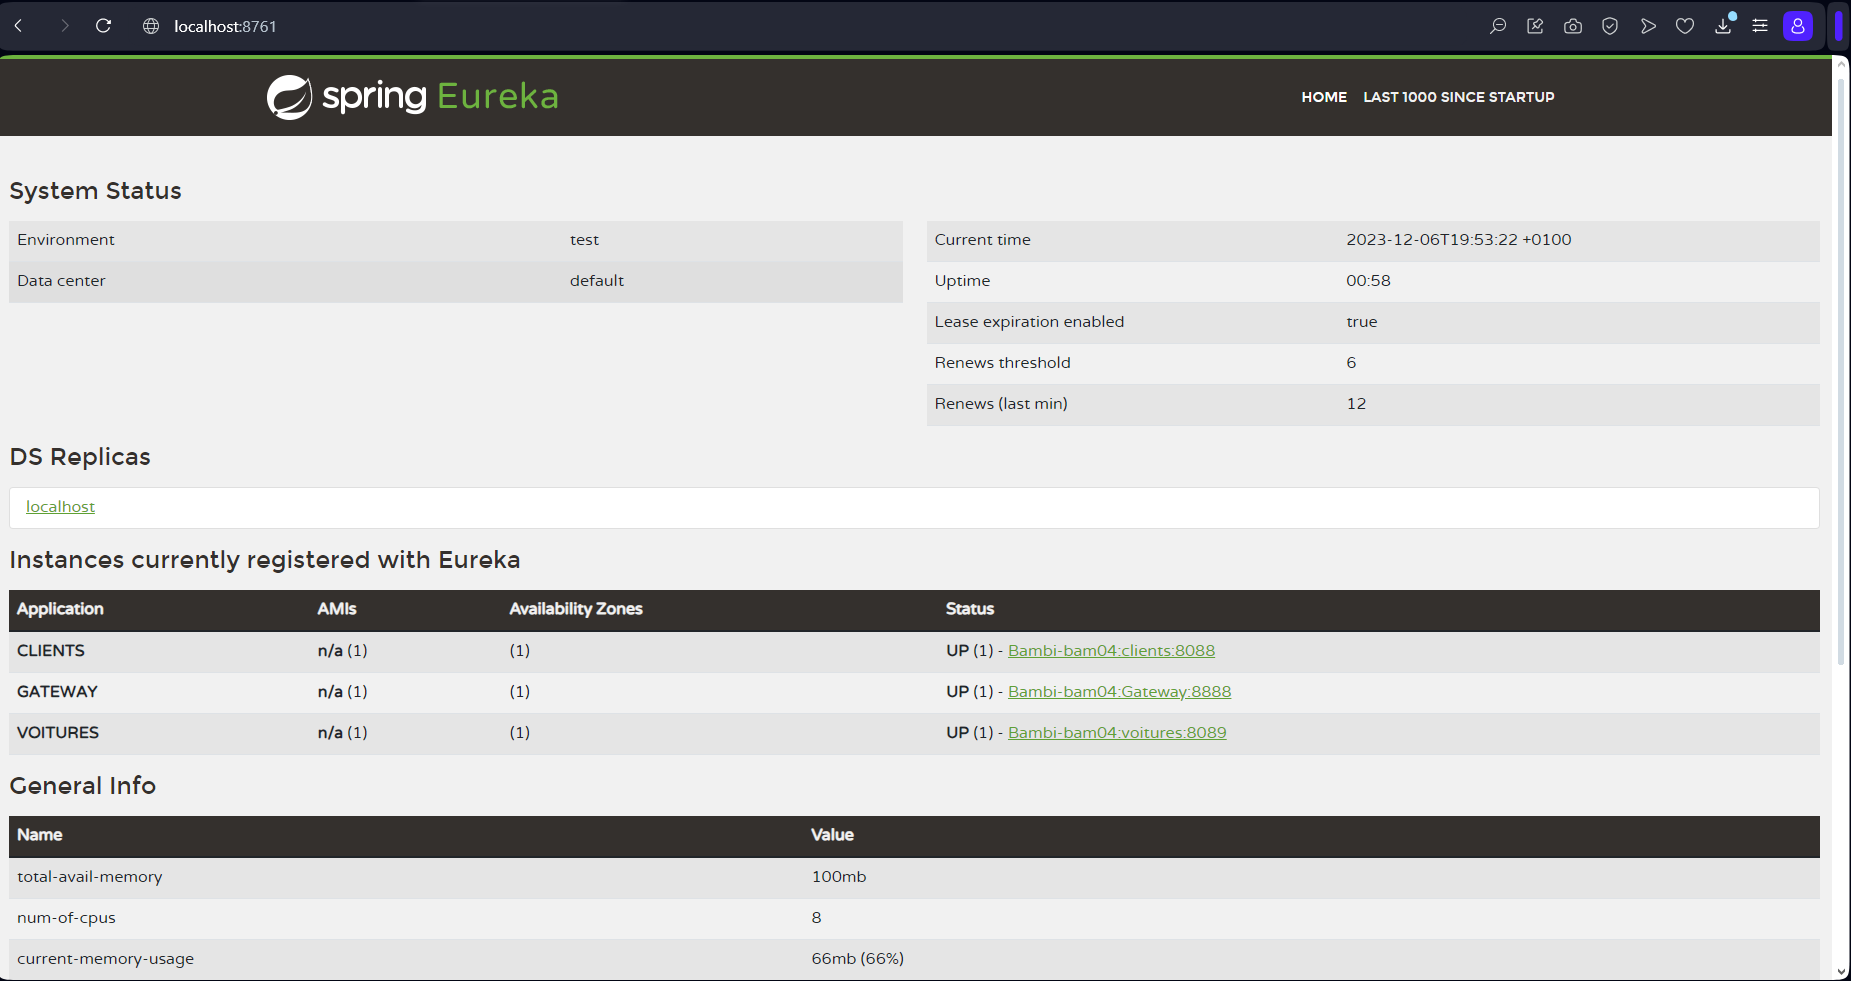 localhost:8761
spring Eureka
HOME LAST 1000 SINCE STARTUP
System Status
Environment test
Data center default
Current time 2023-12-06T19:53:22 +0100
Uptime 00:58
Lease expiration enabled true
Renews threshold 6
Renews (last min) 12
DS Replicas
localhost
Instances currently registered with Eureka
Application AMIs Availability Zones Status
CLIENTS n/a (1) (1) UP (1) - Bambi-bam04:clients:8088
GATEWAY n/a (1) (1) UP (1) - Bambi-bam04:Gateway:8888
VOITURES n/a (1) (1) UP (1) - Bambi-bam04:voitures:8089
General Info
Name Value
total-avail-memory 100mb
num-of-cpus 8
current-memory-usage 66mb (66%)